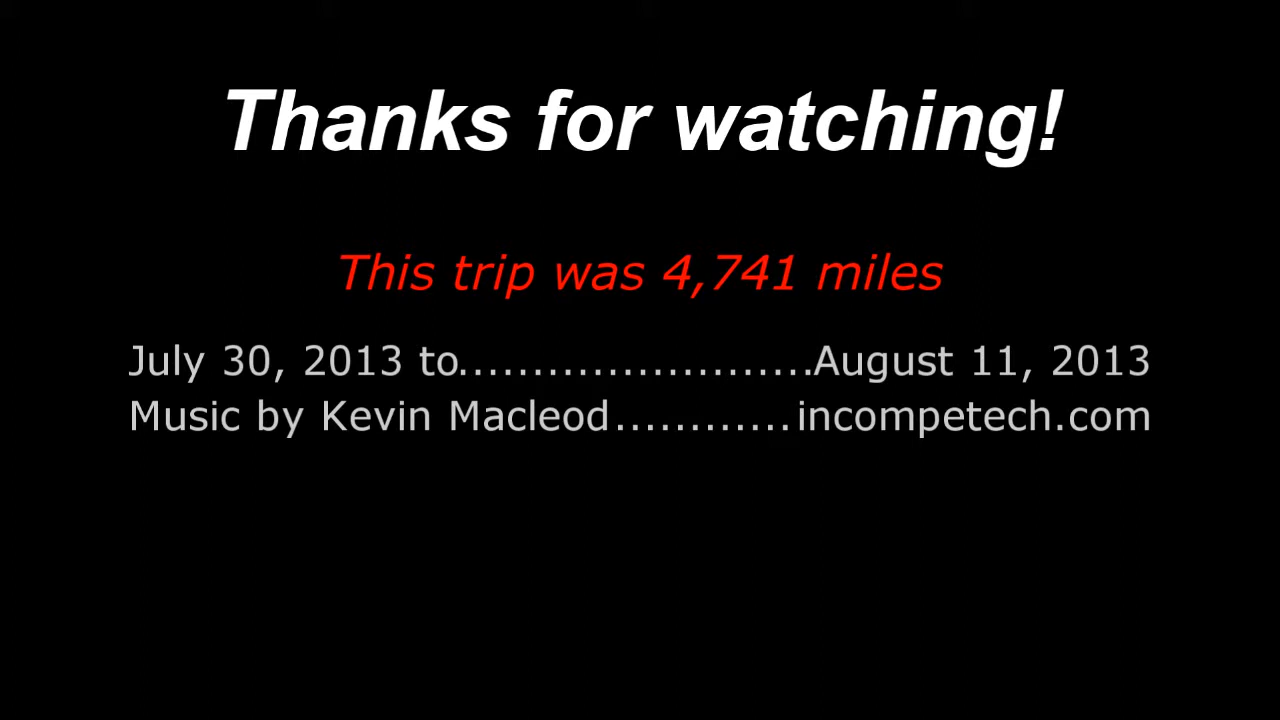 Thanks for watching!
This trip was 4,741 miles
July 30, 2013 to........................August 11, 2013
Music by Kevin Macleod............incompetech.com